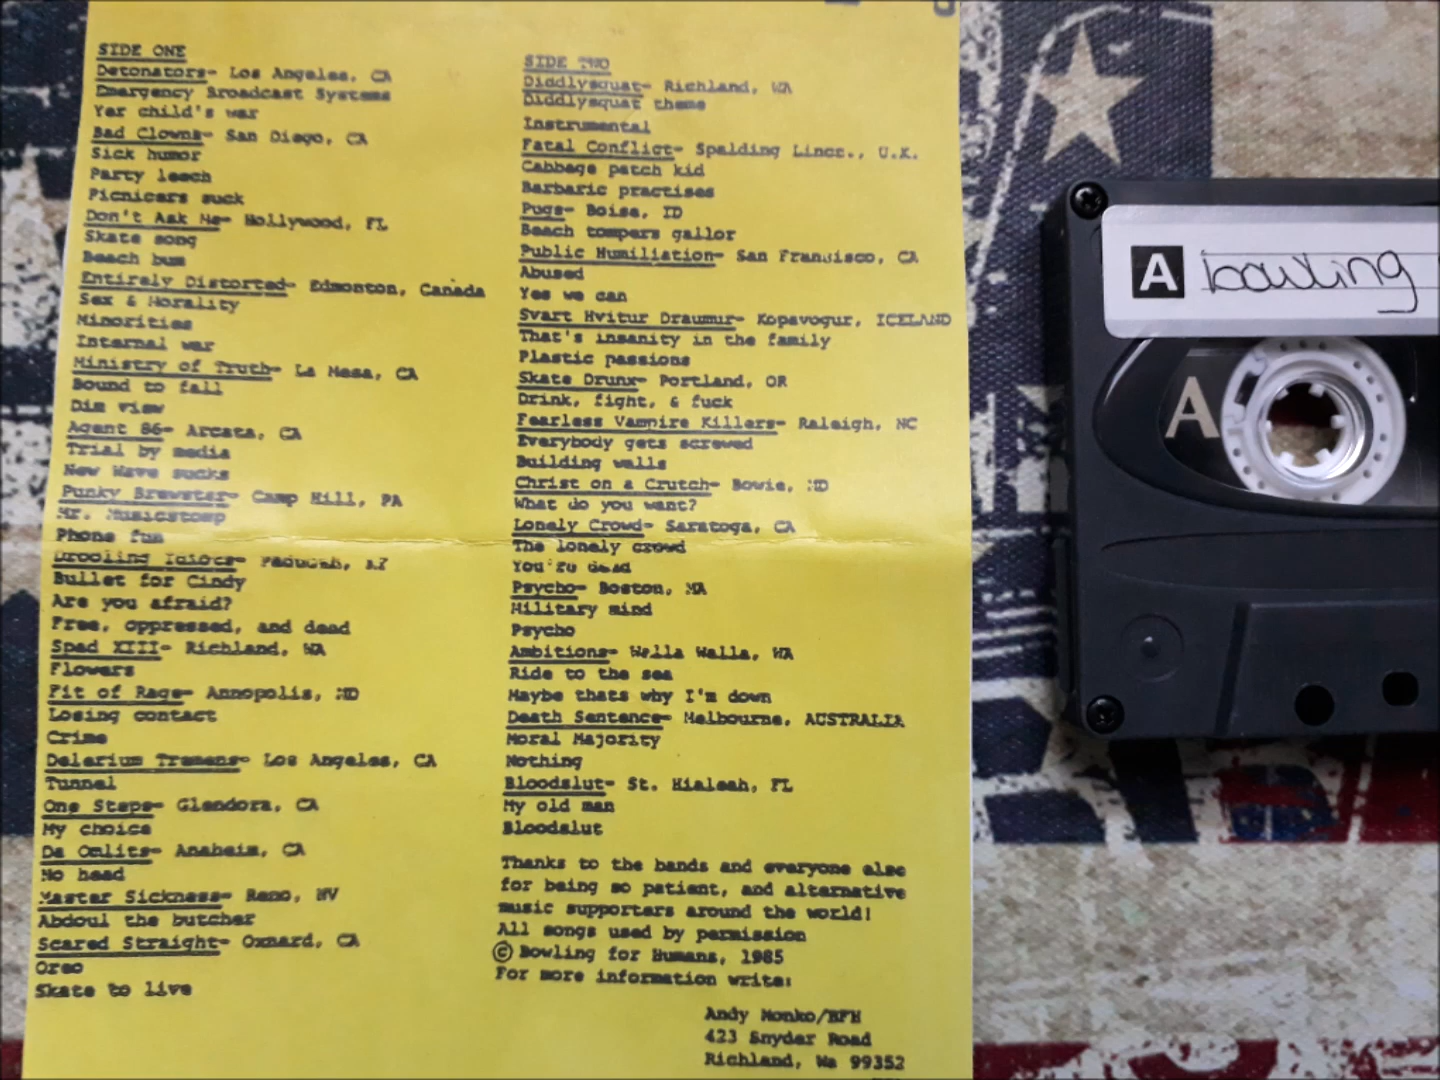 SIDE ONE
Detonators- Los Angeles, CA
Emergency Broadcast Systems
Yer child's war
Bad Clowns- San Diego, CA
Sick humor
Party leech
Picnicers suck
Don't Ask Me- Hollywood, FL
Skate song
Beach bum
Entirely Distorted- Edmonton, Canada
Sex & Morality
Minorities
Internal war
Ministry of Truth- La Mesa, CA
Bound to fall
Dim view
Agent 86- Arcata, CA
Trial by media
New Wave sucks
Punky Brewster- Camp Hill, PA
Mr. Musicstomp
Phone fun
Drooling Idiots- Paducah, KY
Bullet for Cindy
Are you afraid?
Free, oppressed, and dead
Spad XIII- Richland, WA
Flowers
Fit of Rage- Annopolis, MD
Losing contact
Crime
Delerium Tremens- Los Angeles, CA
Tunnel
One Step- Glendora, CA
My choice
Da Omlits- Anaheim, CA
No head
Master Sickness- Reno, NV
Abdoul the butcher
Scared Straight- Oxnard, CA
Oreo
Skate to live
SIDE TWO
Diddlysquat- Richland, WA
Diddlysquat theme
Instrumental
Fatal Conflict- Spalding Lincs., U.K.
Cabbage patch kid
Barbaric practises
Pugs- Boise, ID
Beach tompers gallor
Public Humiliation- San Fransisco, CA
Abused
Yes we can
Svart Hvitur Draumur- Kopavogur, ICELAND
That's insanity in the family
Plastic passions
Skate Drunx- Portland, OR
Drink, fight, & fuck
Fearless Vampire Killers- Raleigh, NC
Everybody gets screwed
Building walls
Christ on a Crutch- Bowie, MD
What do you want?
Lonely Crowd- Saratoga, CA
The lonely crowd
You're dead
Psycho- Boston, MA
Military mind
Psycho
Ambitions- Walla Walla, WA
Ride to the sea
Maybe thats why I'm down
Death Sentence- Melbourne, AUSTRALIA
Moral Majority
Nothing
Bloodslut- St. Hialeah, FL
My old man
Bloodslut
Thanks to the bands and everyone else
for being so patient, and alternative
music supporters around the world!
All songs used by permission
© Bowling for Humans, 1985
For more information write:
Andy Monko/BFH
423 Snyder Road
Richland, Wa 99352
A bowling
A